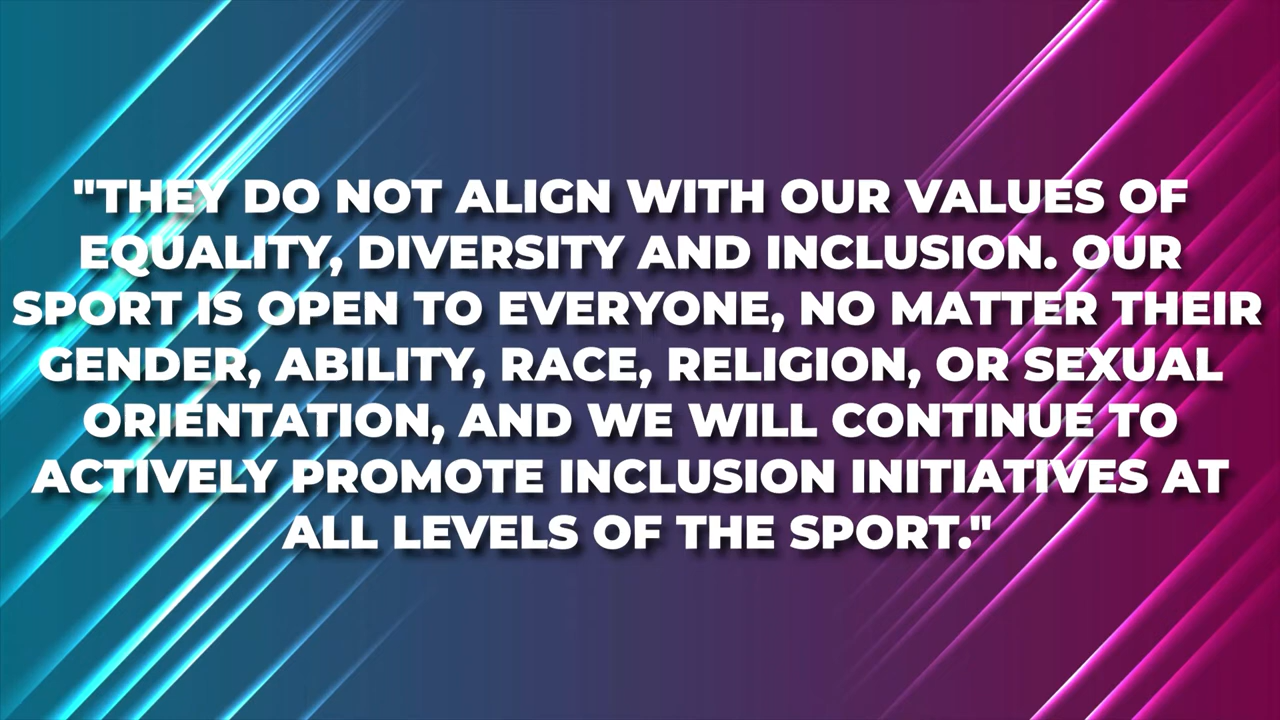 "THEY DO NOT ALIGN WITH OUR VALUES OF
EQUALITY, DIVERSITY AND INCLUSION. OUR
SPORT IS OPEN TO EVERYONE, NO MATTER THEIR
GENDER, ABILITY, RACE, RELIGION, OR SEXUAL
ORIENTATION, AND WE WILL CONTINUE TO
ACTIVELY PROMOTE INCLUSION INITIATIVES AT
ALL LEVELS OF THE SPORT."